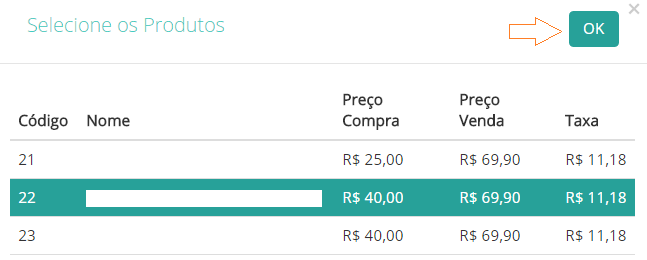 Selecione os Produtos
OK
Código Nome Preço Compra Preço Venda Taxa
21 R$ 25,00 R$ 69,90 R$ 11,18
22 R$ 40,00 R$ 69,90 R$ 11,18
23 R$ 40,00 R$ 69,90 R$ 11,18